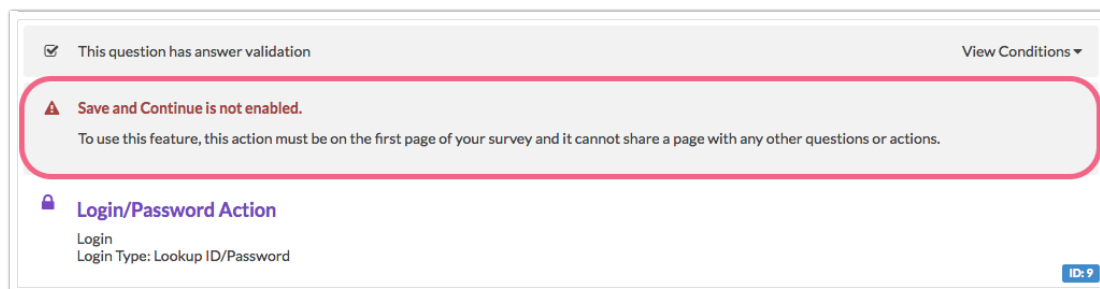 This question has answer validation
View Conditions
Save and Continue is not enabled.
To use this feature, this action must be on the first page of your survey and it cannot share a page with any other questions or actions.
Login/Password Action
Login
Login Type: Lookup ID/Password
ID: 9